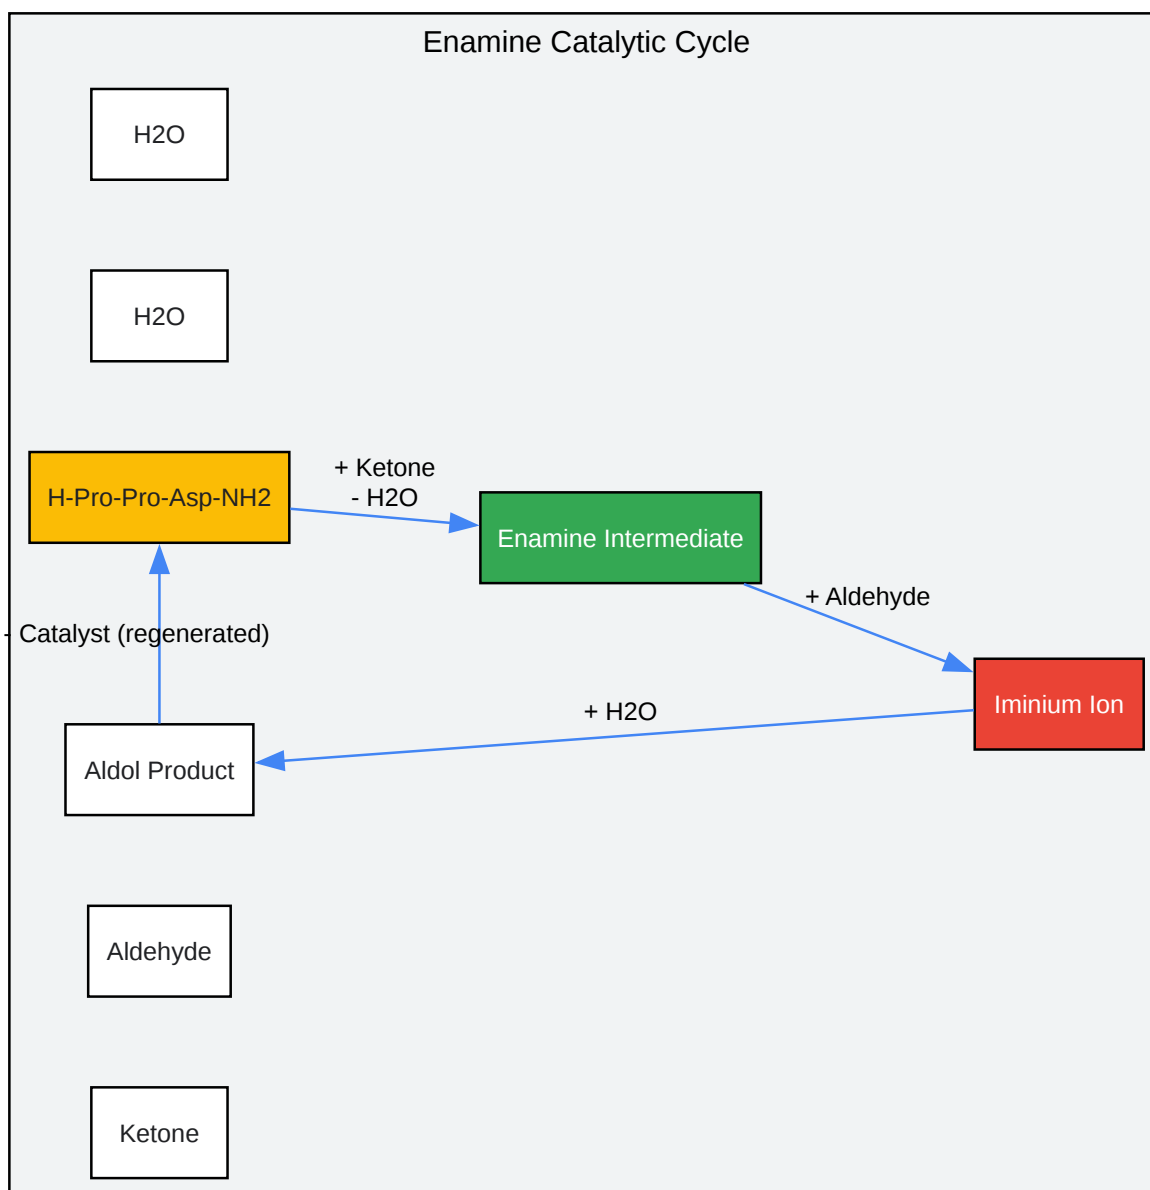 Enamine Catalytic Cycle
H2O
H2O
H-Pro-Pro-Asp-NH2
+ Ketone
- H2O
Enamine Intermediate
+ Aldehyde
- Catalyst (regenerated)
Iminium Ion
+ H2O
Aldol Product
Aldehyde
Ketone